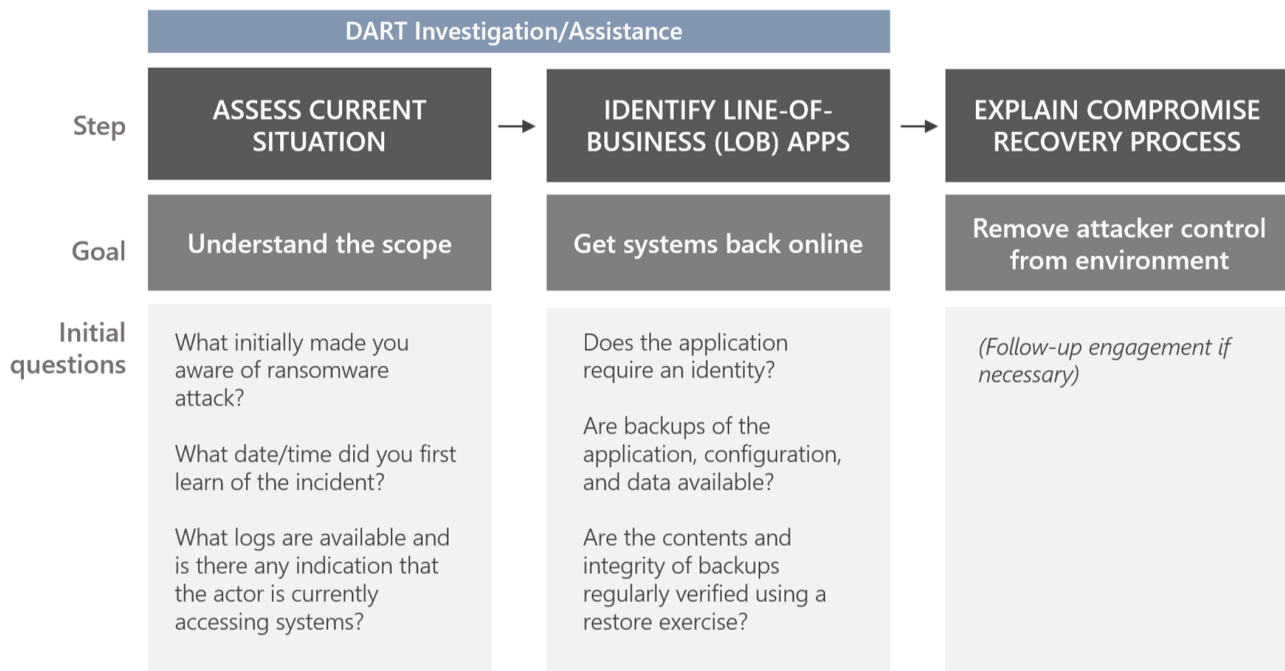 DART Investigation/Assistance
Step
ASSESS CURRENT
SITUATION
IDENTIFY LINE-OF-
BUSINESS (LOB) APPS
EXPLAIN COMPROMISE
RECOVERY PROCESS
Goal
Understand the scope
Get systems back online
Remove attacker control
from environment
Initial
questions
What initially made you
aware of ransomware
attack?
What date/time did you first
learn of the incident?
What logs are available and
is there any indication that
the actor is currently
accessing systems?
Does the application
require an identity?
Are backups of the
application, configuration,
and data available?
Are the contents and
integrity of backups
regularly verified using a
restore exercise?
(Follow-up engagement if
necessary)